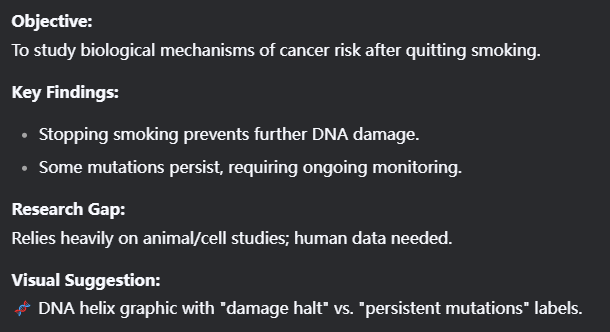 Objective:
To study biological mechanisms of cancer risk after quitting smoking.
Key Findings:
• Stopping smoking prevents further DNA damage.
• Some mutations persist, requiring ongoing monitoring.
Research Gap:
Relies heavily on animal/cell studies; human data needed.
Visual Suggestion:
🧬 DNA helix graphic with "damage halt" vs. "persistent mutations" labels.